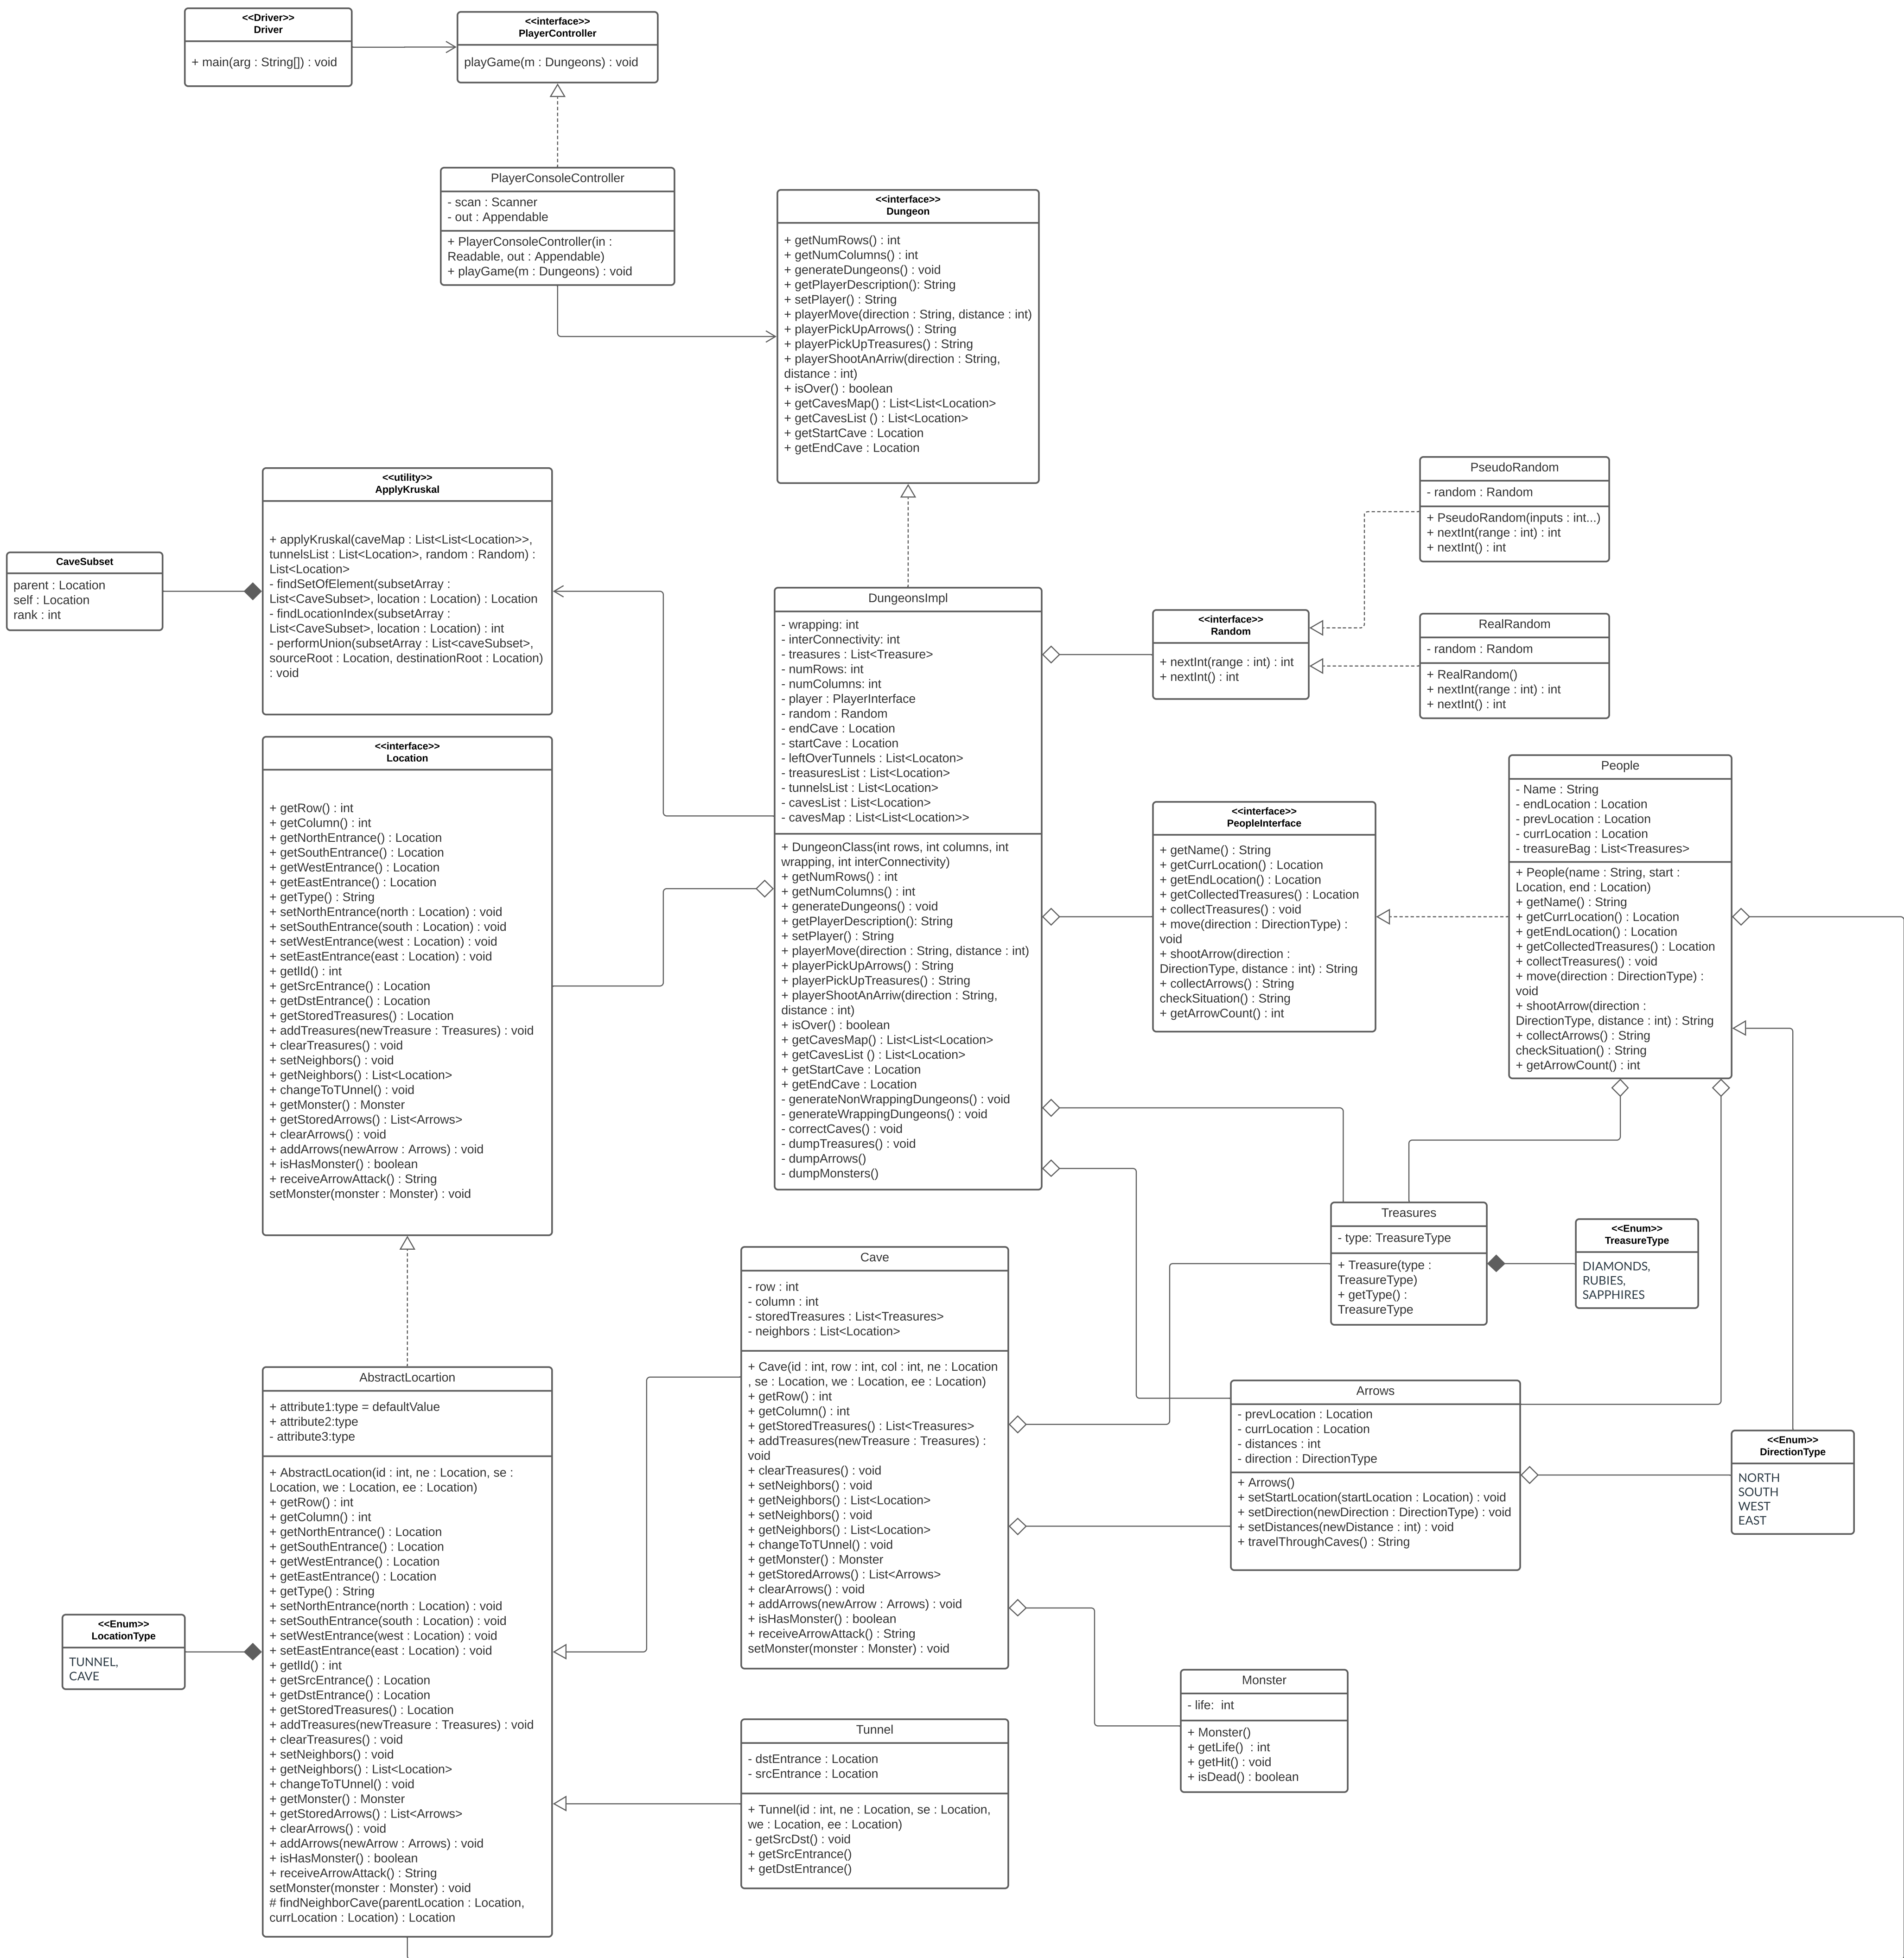 <<Driver>>
Driver
+ main(arg : String[]) : void
<<interface>>
PlayerController
playGame(m : Dungeons) : void
PlayerConsoleController
- scan : Scanner
- out : Appendable
+ PlayerConsoleController(in :
Readable, out : Appendable)
+ playGame(m : Dungeons) : void
<<interface>>
Dungeon
+ getNumRows() : int
+ getNumColumns() : int
+ generateDungeons() : void
+ getPlayerDescription(): String
+ setPlayer() : String
+ playerMove(direction : String, distance : int)
+ playerPickUpArrows() : String
+ playerPickUpTreasures() : String
+ playerShootAnArriw(direction : String,
distance : int)
+ isOver() : boolean
+ getCavesMap() : List<List<Location>
+ getCavesList () : List<Location>
+ getStartCave : Location
+ getEndCave : Location
<<utility>>
ApplyKruskal
+ applyKruskal(caveMap : List<List<Location>>,
tunnelsList : List<Location>, random : Random) :
List<Location>
- findSetOfElement(subsetArray :
List<CaveSubset>, location : Location) : Location
- findLocationIndex(subsetArray :
List<CaveSubset>, location : Location) : int
- performUnion(subsetArray : List<caveSubset>,
sourceRoot : Location, destinationRoot : Location)
: void
CaveSubset
parent : Location
self : Location
rank : int
DungeonsImpl
- wrapping: int
- interConnectivity: int
- treasures : List<Treasure>
- numRows: int
- numColumns: int
- player : PlayerInterface
- random : Random
- endCave : Location
- startCave : Location
- leftOverTunnels : List<Locaton>
- treasuresList : List<Location>
- tunnelsList : List<Location>
- cavesList : List<Location>
- cavesMap : List<List<Location>>
+ DungeonClass(int rows, int columns, int
wrapping, int interConnectivity)
+ getNumRows() : int
+ getNumColumns() : int
+ generateDungeons() : void
+ getPlayerDescription(): String
+ setPlayer() : String
+ playerMove(direction : String, distance : int)
+ playerPickUpArrows() : String
+ playerPickUpTreasures() : String
+ playerShootAnArriw(direction : String,
distance : int)
+ isOver() : boolean
+ getCavesMap() : List<List<Location>
+ getCavesList () : List<Location>
+ getStartCave : Location
+ getEndCave : Location
- generateNonWrappingDungeons() : void
- generateWrappingDungeons() : void
- correctCaves() : void
- dumpTreasures() : void
- dumpArrows()
- dumpMonsters()
<<interface>>
Random
+ nextInt(range : int) : int
+ nextInt() : int
PseudoRandom
- random : Random
+ PseudoRandom(inputs : int...)
+ nextInt(range : int) : int
+ nextInt() : int
RealRandom
- random : Random
+ RealRandom()
+ nextInt(range : int) : int
+ nextInt() : int
<<interface>>
Location
+ getRow() : int
+ getColumn() : int
+ getNorthEntrance() : Location
+ getSouthEntrance() : Location
+ getWestEntrance() : Location
+ getEastEntrance() : Location
+ getType() : String
+ setNorthEntrance(north : Location) : void
+ setSouthEntrance(south : Location) : void
+ setWestEntrance(west : Location) : void
+ setEastEntrance(east : Location) : void
+ getlId() : int
+ getSrcEntrance() : Location
+ getDstEntrance() : Location
+ getStoredTreasures() : Location
+ addTreasures(newTreasure : Treasures) : void
+ clearTreasures() : void
+ setNeighbors() : void
+ getNeighbors() : List<Location>
+ changeToTUnnel() : void
+ getMonster() : Monster
+ getStoredArrows() : List<Arrows>
+ clearArrows() : void
+ addArrows(newArrow : Arrows) : void
+ isHasMonster() : boolean
+ receiveArrowAttack() : String
setMonster(monster : Monster) : void
<<interface>>
PeopleInterface
+ getName() : String
+ getCurrLocation() : Location
+ getEndLocation() : Location
+ getCollectedTreasures() : Location
+ collectTreasures() : void
+ move(direction : DirectionType) :
void
+ shootArrow(direction :
DirectionType, distance : int) : String
+ collectArrows() : String
checkSituation() : String
+ getArrowCount() : int
People
- Name : String
- endLocation : Location
- prevLocation : Location
- currLocation : Location
- treasureBag : List<Treasures>
+ People(name : String, start :
Location, end : Location)
+ getName() : String
+ getCurrLocation() : Location
+ getEndLocation() : Location
+ getCollectedTreasures() : Location
+ collectTreasures() : void
+ move(direction : DirectionType) :
void
+ shootArrow(direction :
DirectionType, distance : int) : String
+ collectArrows() : String
checkSituation() : String
+ getArrowCount() : int
Treasures
- type: TreasureType
+ Treasure(type :
TreasureType)
+ getType() :
TreasureType
<<Enum>>
TreasureType
DIAMONDS,
RUBIES,
SAPPHIRES
Cave
- row : int
- column : int
- storedTreasures : List<Treasures>
- neighbors : List<Location>
+ Cave(id : int, row : int, col : int, ne : Location
, se : Location, we : Location, ee : Location)
+ getRow() : int
+ getColumn() : int
+ getStoredTreasures() : List<Treasures>
+ addTreasures(newTreasure : Treasures) :
void
+ clearTreasures() : void
+ setNeighbors() : void
+ getNeighbors() : List<Location>
+ setNeighbors() : void
+ getNeighbors() : List<Location>
+ changeToTUnnel() : void
+ getMonster() : Monster
+ getStoredArrows() : List<Arrows>
+ clearArrows() : void
+ addArrows(newArrow : Arrows) : void
+ isHasMonster() : boolean
+ receiveArrowAttack() : String
setMonster(monster : Monster) : void
AbstractLocartion
+ attribute1:type = defaultValue
+ attribute2:type
- attribute3:type
+ AbstractLocation(id : int, ne : Location, se :
Location, we : Location, ee : Location)
+ getRow() : int
+ getColumn() : int
+ getNorthEntrance() : Location
+ getSouthEntrance() : Location
+ getWestEntrance() : Location
+ getEastEntrance() : Location
+ getType() : String
+ setNorthEntrance(north : Location) : void
+ setSouthEntrance(south : Location) : void
+ setWestEntrance(west : Location) : void
+ setEastEntrance(east : Location) : void
+ getlId() : int
+ getSrcEntrance() : Location
+ getDstEntrance() : Location
+ getStoredTreasures() : Location
+ addTreasures(newTreasure : Treasures) : void
+ clearTreasures() : void
+ setNeighbors() : void
+ getNeighbors() : List<Location>
+ changeToTUnnel() : void
+ getMonster() : Monster
+ getStoredArrows() : List<Arrows>
+ clearArrows() : void
+ addArrows(newArrow : Arrows) : void
+ isHasMonster() : boolean
+ receiveArrowAttack() : String
setMonster(monster : Monster) : void
# findNeighborCave(parentLocation : Location,
currLocation : Location) : Location
Arrows
- prevLocation : Location
- currLocation : Location
- distances : int
- direction : DirectionType
+ Arrows()
+ setStartLocation(startLocation : Location) : void
+ setDirection(newDirection : DirectionType) : void
+ setDistances(newDistance : int) : void
+ travelThroughCaves() : String
<<Enum>>
DirectionType
NORTH
SOUTH
WEST
EAST
<<Enum>>
LocationType
TUNNEL,
CAVE
Monster
- life:  int
+ Monster()
+ getLife()  : int
+ getHit() : void
+ isDead() : boolean
Tunnel
- dstEntrance : Location
- srcEntrance : Location
+ Tunnel(id : int, ne : Location, se : Location,
we : Location, ee : Location)
- getSrcDst() : void
+ getSrcEntrance()
+ getDstEntrance()